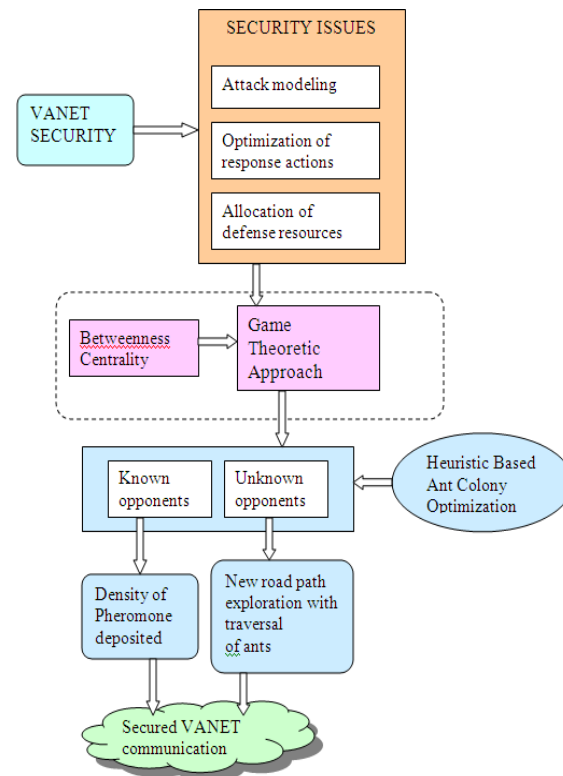 SECURITY ISSUES
Attack modeling
VANET
SECURITY
Optimization of
response actions
Allocation of
defense resources
Betweenness
Centrality
Game
Theoretic
Approach
Known
opponents
Unknown
opponents
Heuristic Based
Ant Colony
Optimization
Density of
Pheromone
deposited
New road path
exploration with
traversal
of ants
Secured VANET
communication